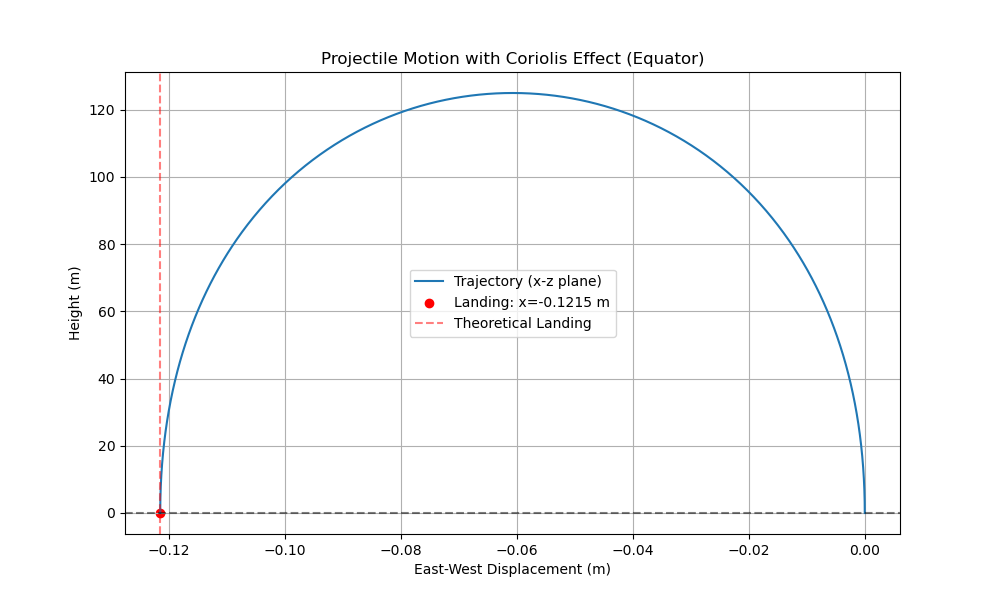 Projectile Motion with Coriolis Effect (Equator)
Height (m)
120
100
80
60
40
20
0
Trajectory (x-z plane)
Landing: x=-0.1215 m
Theoretical Landing
−0.12 −0.10 −0.08 −0.06 −0.04 −0.02 0.00
East-West Displacement (m)